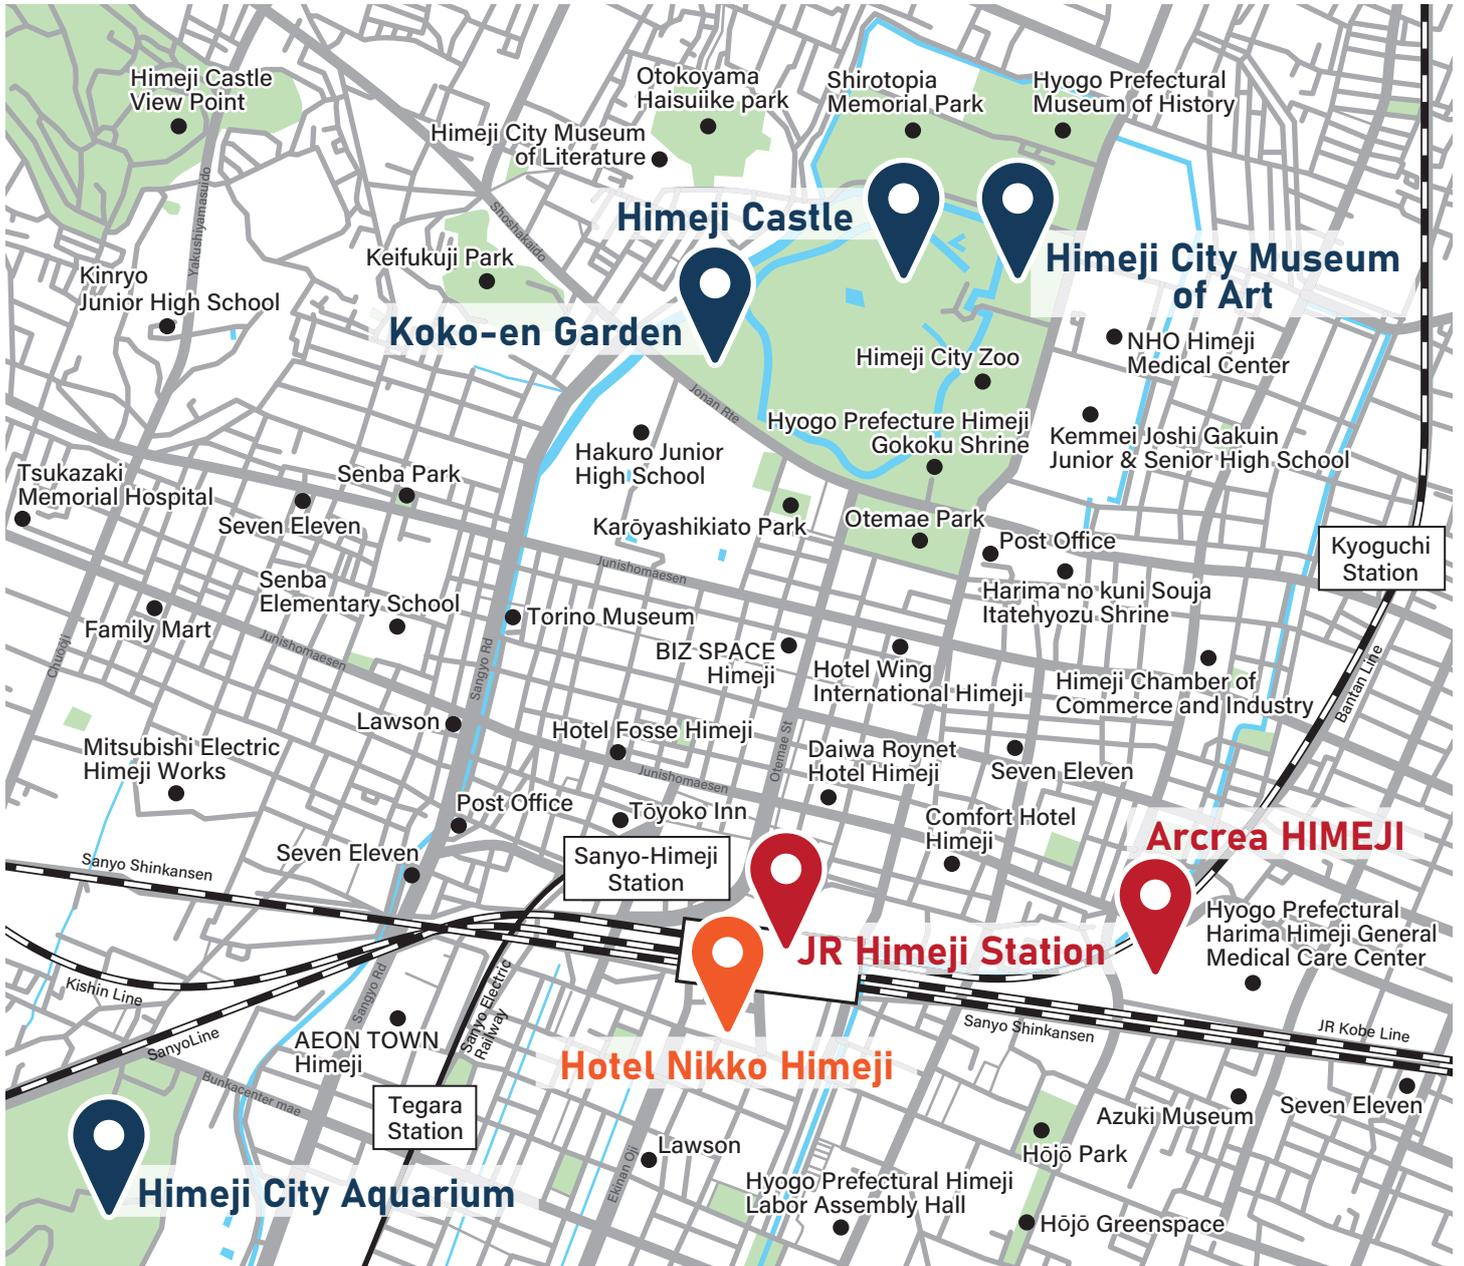 Himeji Castle
View Point
Otokoyama
Haisuiike park
Shirotopia
Memorial Park
Hyogo Prefectural
Museum of History
Himeji City Museum
of Literature
Yakushiyamasuido
Shoshakaido
Himeji Castle
Himeji City Museum
of Art
Keifukuji Park
Kinryo
Junior High School
Koko-en Garden
NHO Himeji
Medical Center
Himeji City Zoo
Jonan Rte
Hyogo Prefecture Himeji
Gokoku Shrine
Kemmei Joshi Gakuin
Junior & Senior High School
Hakuro Junior
High School
Tsukazaki
Memorial Hospital
Senba Park
Seven Eleven
Karōyashikiato Park
Otemae Park
Post Office
Kyoguchi
Station
Junishomaesen
Harima no kuni Souja
Itatehyozu Shrine
Senba
Elementary School
Family Mart
Torino Museum
Junishomaesen
Chuoji
Sangyo Rd
BIZ SPACE
Himeji
Hotel Wing
International Himeji
Himeji Chamber of
Commerce and Industry
Bantan Line
Lawson
Hotel Fosse Himeji
Otemae St
Daiwa Roynet
Hotel Himeji
Seven Eleven
Mitsubishi Electric
Himeji Works
Junishomaesen
Post Office
Tōyoko Inn
Comfort Hotel
Himeji
Arcrea HIMEJI
Seven Eleven
Sanyo-Himeji
Station
Sanyo Shinkansen
Hyogo Prefectural
Harima Himeji General
Medical Care Center
JR Himeji Station
Kishin Line
Sangyo Rd
Sanyo Electric
Railway
SanyoLine
AEON TOWN
Himeji
Sanyo Shinkansen
JR Kobe Line
Hotel Nikko Himeji
Bunkacenter mae
Tegara
Station
Azuki Museum
Seven Eleven
Hōjō Park
Lawson
Ekinan Oji
Himeji City Aquarium
Hyogo Prefectural Himeji
Labor Assembly Hall
Hōjō Greenspace